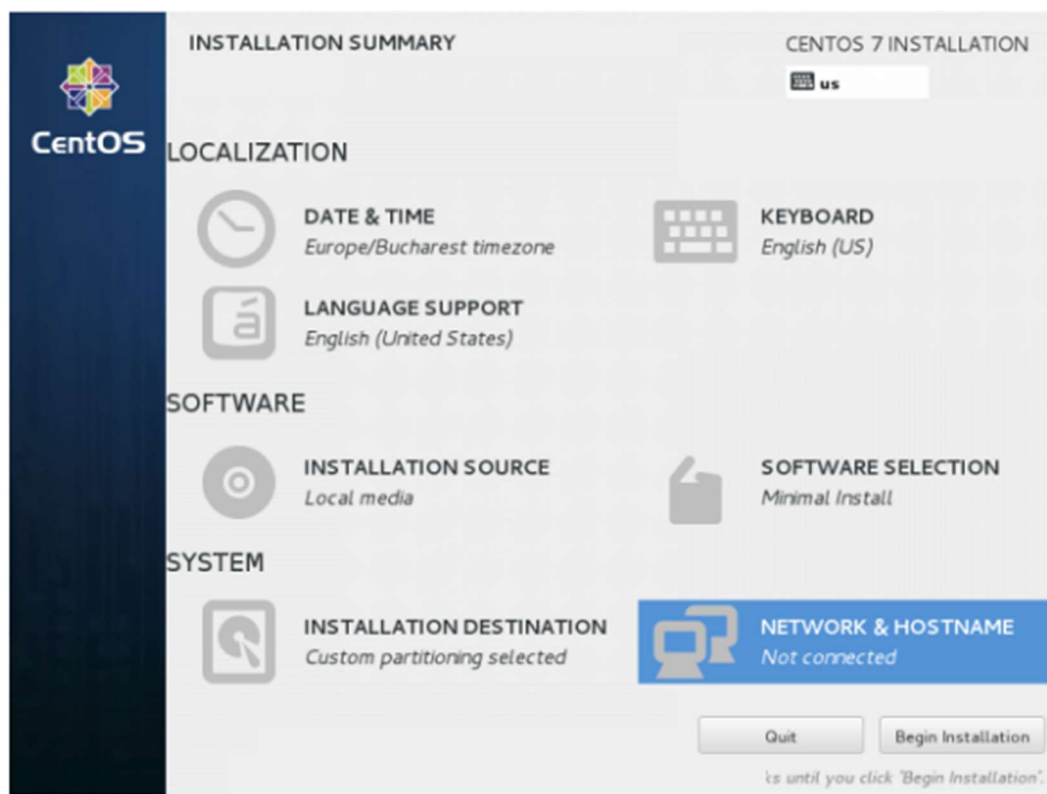 INSTALLATION SUMMARY
CENTOS 7 INSTALLATION
us
CentOS
LOCALIZATION
DATE & TIME
Europe/Bucharest timezone
KEYBOARD
English (US)
á
LANGUAGE SUPPORT
English (United States)
SOFTWARE
INSTALLATION SOURCE
Local media
SOFTWARE SELECTION
Minimal Install
SYSTEM
INSTALLATION DESTINATION
Custom partitioning selected
NETWORK & HOSTNAME
Not connected
Quit
Begin Installation
until you click 'Begin Installation'.